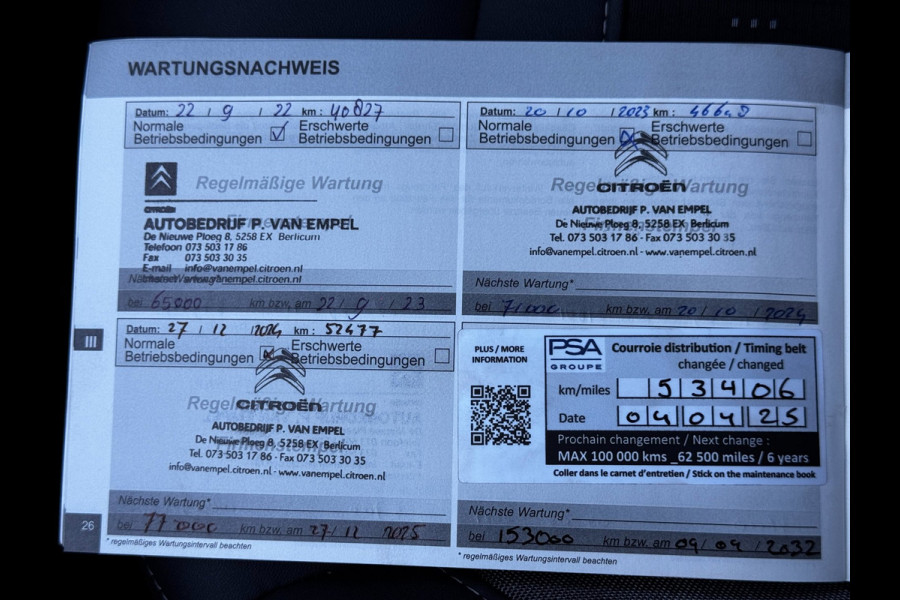 WARTUNGSNACHWEIS
Datum: 22 / 9 / 22 km : 40827
Normale
Betriebsbedingungen
Erschwerte
Betriebsbedingungen
Regelmäßige Wartung
CITROËN
AUTOBEDRIJF P. VAN EMPEL
De Nieuwe Ploeg 8, 5258 EX Berlicum
Telefoon 073 503 17 86
Fax 073 503 30 35
E-mail info@vanempel.citroen.nl
vanempel.citroen.nl
Nächste Wartung*
bei 65000 km bzw. am 22 / 9 / 23
Datum: 20 / 10 / 2023 km :
Normale
Betriebsbedingungen
Erschwerte
Betriebsbedingungen
Regelmäßige Wartung
CITROËN
AUTOBEDRIJF P. VAN EMPEL
De Nieuwe Ploeg 8, 5258 EX Berlicum
Tel. 073 503 17 86 - Fax 073 503 30 35
info@vanempel.citroen.nl - www.vanempel.citroen.nl
Nächste Wartung*
bei 71000 km bzw. am 20 / 10 / 2024
III
Datum: 27 / 12 / 2024 km : 52477
Normale
Betriebsbedingungen
Erschwerte
Betriebsbedingungen
Regelmäßige Wartung
CITROËN
AUTOBEDRIJF P. VAN EMPEL
De Nieuwe Ploeg 8, 5258 EX Berlicum
Tel. 073 503 17 86 - Fax 073 503 30 35
info@vanempel.citroen.nl - www.vanempel.citroen.nl
Nächste Wartung*
bei 77000 km bzw. am 27 / 12 2025
PLUS / MORE
INFORMATION
PSA
GROUPE
Courroie distribution / Timing belt
changée / changed
km/miles 53406
Date 04 04 25
Prochain changement / Next change :
MAX 100 000 kms _62 500 miles / 6 years
Coller dans le carnet d'entretien / Stick on the maintenance book
Nächste Wartung*
bei 153000 km bzw. am 04 / 04 / 2032
26
* regelmäßiges Wartungsintervall beachten
* regelmäßiges Wartungsintervall beachten